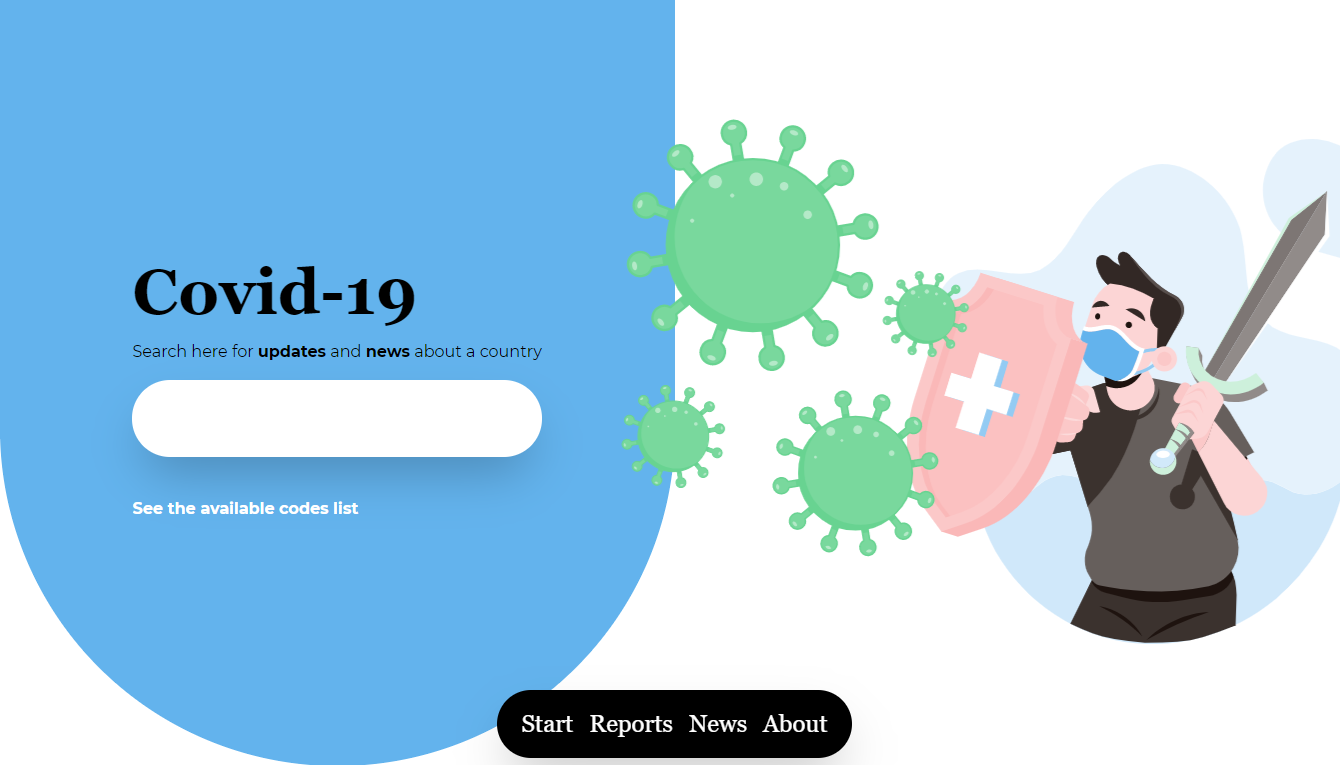 Covid-19
Search here for updates and news about a country
See the available codes list
Start Reports News About